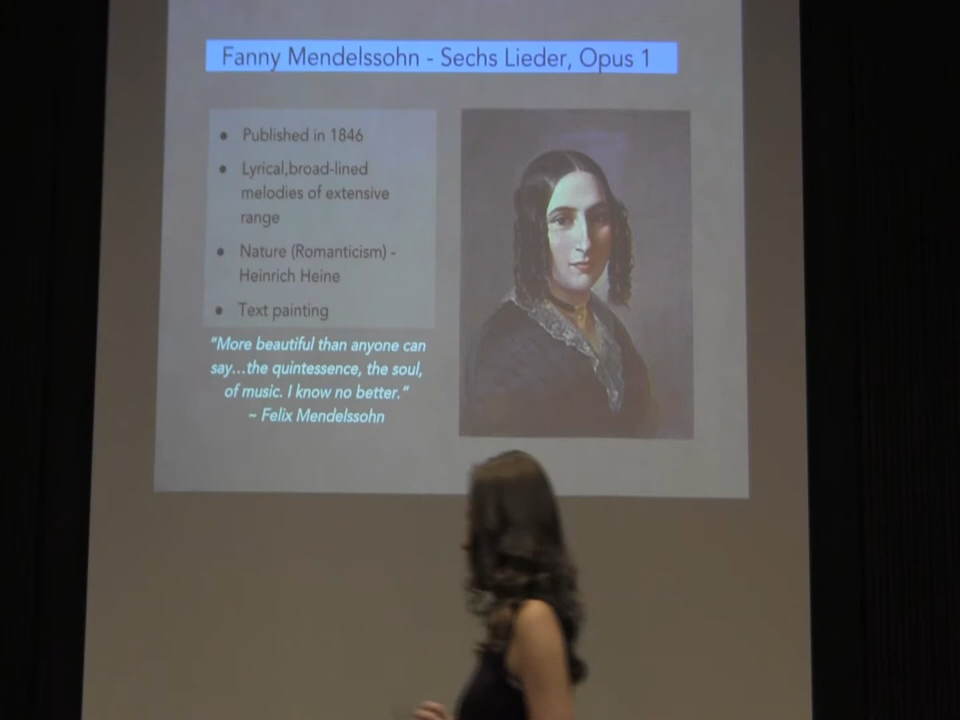 Fanny Mendelssohn - Sechs Lieder, Opus 1
● Published in 1846
● Lyrical,broad-lined
melodies of extensive
range
● Nature (Romanticism) -
Heinrich Heine
● Text painting
"More beautiful than anyone can
say...the quintessence, the soul,
of music. I know no better."
~ Felix Mendelssohn